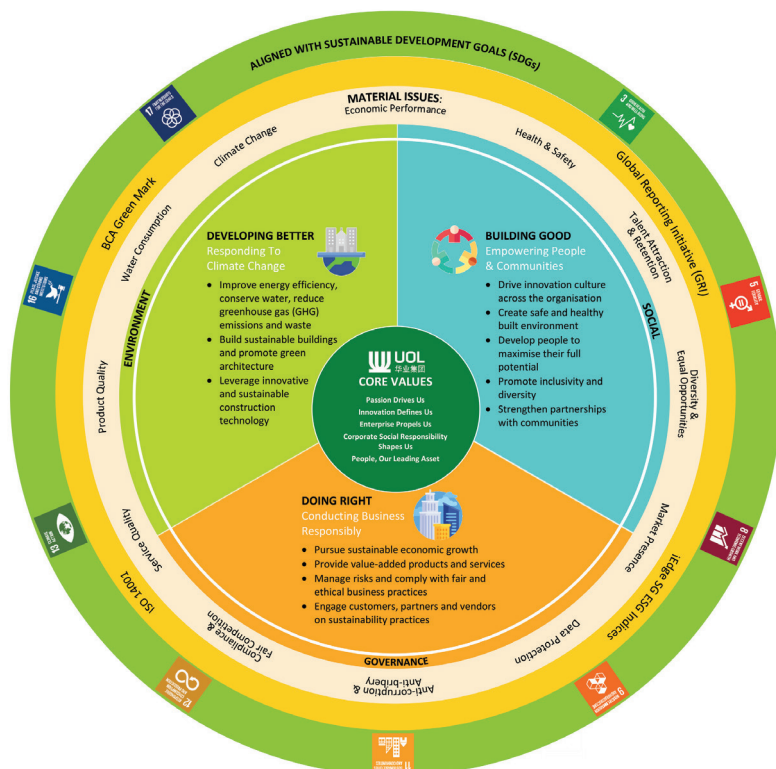 ALIGNED WITH SUSTAINABLE DEVELOPMENT GOALS (SDGs)
17
3
5
8
9
11
12
13
16
BCA Green Mark
Global Reporting Initiative (GRI)
iEdge SG ESG Indices
ISO 14001
MATERIAL ISSUES:
Economic Performance
Health & Safety
Talent Attraction
& Retention
Diversity &
Equal Opportunities
Market Presence
Data Protection
Anti-corruption &
Anti-bribery
Compliance &
Fair Competition
Service Quality
Product Quality
Water Consumption
Climate Change
ENVIRONMENT
DEVELOPING BETTER
Responding To
Climate Change
• Improve energy efficiency,
conserve water, reduce
greenhouse gas (GHG)
emissions and waste
• Build sustainable buildings
and promote green
architecture
• Leverage innovative
and sustainable
construction
technology
SOCIAL
BUILDING GOOD
Empowering People
& Communities
• Drive innovation culture
across the organisation
• Create safe and healthy
built environment
• Develop people to
maximise their full
potential
• Promote inclusivity and
diversity
• Strengthen partnerships
with communities
UOL
华业集团
CORE VALUES
Passion Drives Us
Innovation Defines Us
Enterprise Propels Us
Corporate Social Responsibility
Shapes Us
People, Our Leading Asset
DOING RIGHT
Conducting Business
Responsibly
• Pursue sustainable economic growth
• Provide value-added products and services
• Manage risks and comply with fair and
ethical business practices
• Engage customers, partners and vendors
on sustainability practices
GOVERNANCE